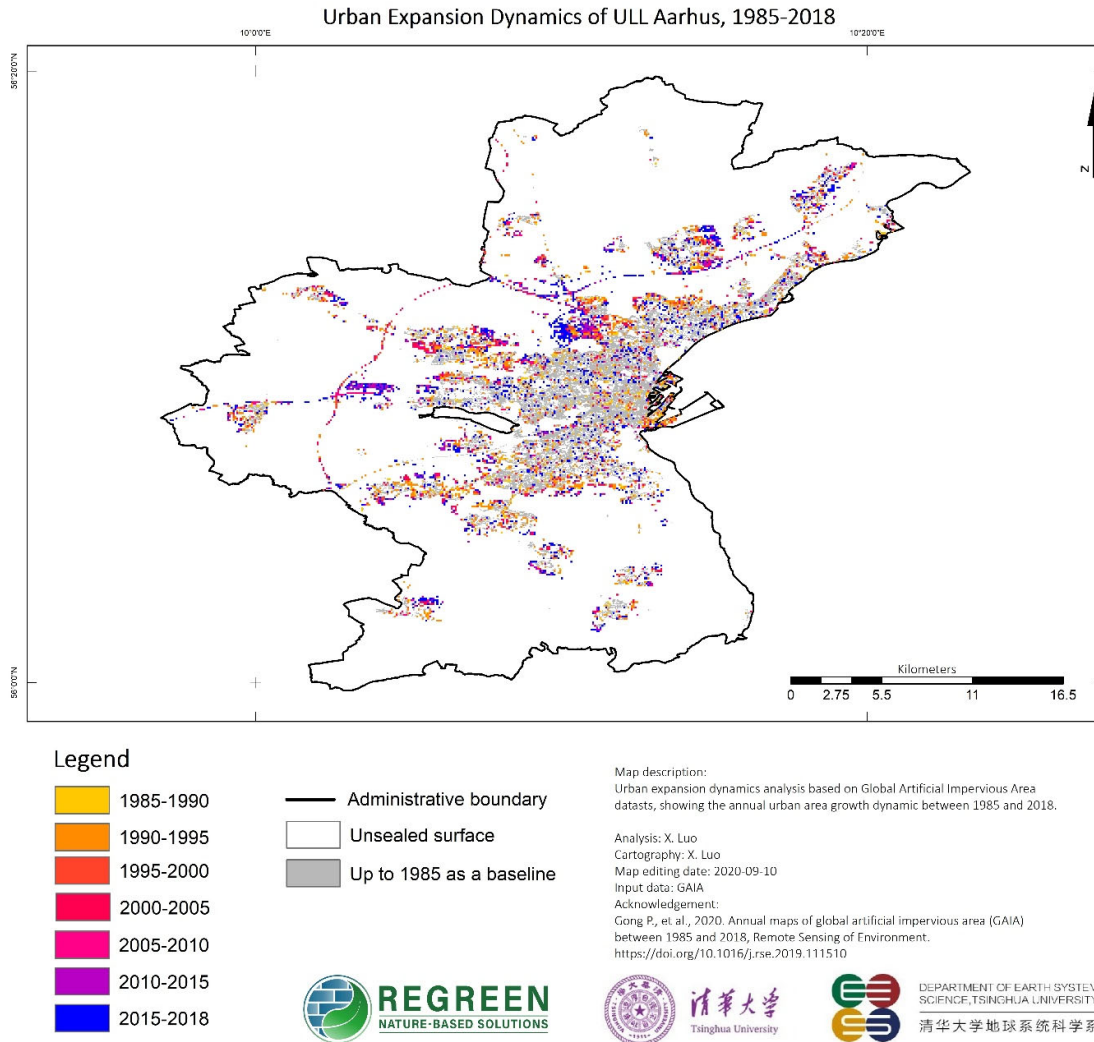 Urban Expansion Dynamics of ULL Aarhus, 1985-2018
10°0'0"E
10°20'0"E
56°20'0"N
N
56°0'0"N
Kilometers
0 2.75 5.5 11 16.5
Legend
1985-1990
1990-1995
1995-2000
2000-2005
2005-2010
2010-2015
2015-2018
Administrative boundary
Unsealed surface
Up to 1985 as a baseline
Map description:
Urban expansion dynamics analysis based on Global Artificial Impervious Area
datasts, showing the annual urban area growth dynamic between 1985 and 2018.
Analysis: X. Luo
Cartography: X. Luo
Map editing date: 2020-09-10
Input data: GAIA
Acknowledgement:
Gong P., et al., 2020. Annual maps of global artificial impervious area (GAIA)
between 1985 and 2018, Remote Sensing of Environment.
https://doi.org/10.1016/j.rse.2019.111510
REGREEN
NATURE-BASED SOLUTIONS
清华大学
Tsinghua University
DEPARTMENT OF EARTH SYSTEM
SCIENCE,TSINGHUA UNIVERSITY
清华大学地球系统科学系